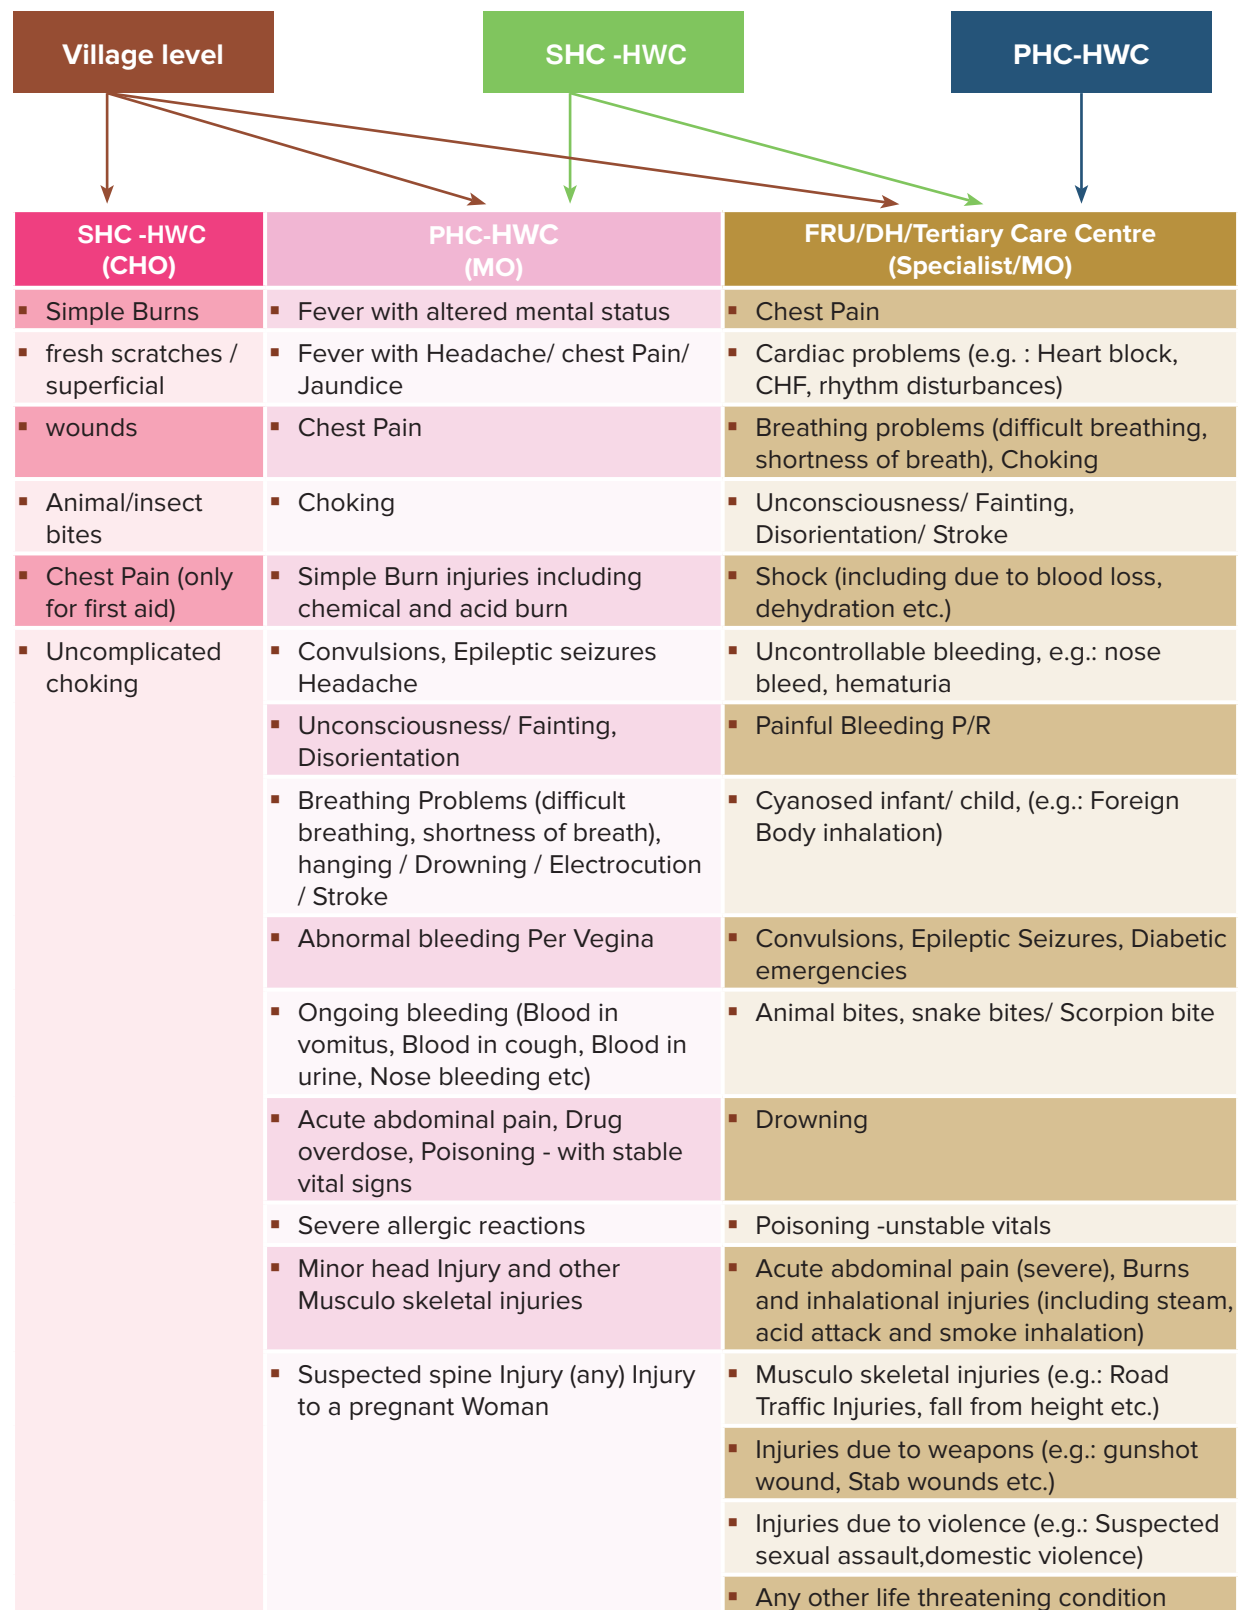 Village level
SHC -HWC
PHC-HWC
SHC -HWC
(CHO)
PHC-HWC
(MO)
FRU/DH/Tertiary Care Centre
(Specialist/MO)
▪ Simple Burns
▪ Fever with altered mental status
▪ Chest Pain
▪ fresh scratches /
superficial
▪ Fever with Headache/ chest Pain/
Jaundice
▪ Cardiac problems (e.g. : Heart block,
CHF, rhythm disturbances)
▪ wounds
▪ Chest Pain
▪ Breathing problems (difficult breathing,
shortness of breath), Choking
▪ Animal/insect
bites
▪ Choking
▪ Unconsciousness/ Fainting,
Disorientation/ Stroke
▪ Chest Pain (only
for first aid)
▪ Simple Burn injuries including
chemical and acid burn
▪ Shock (including due to blood loss,
dehydration etc.)
▪ Uncomplicated
choking
▪ Convulsions, Epileptic seizures
Headache
▪ Uncontrollable bleeding, e.g.: nose
bleed, hematuria
▪ Unconsciousness/ Fainting,
Disorientation
▪ Painful Bleeding P/R
▪ Breathing Problems (difficult
breathing, shortness of breath),
hanging / Drowning / Electrocution
/ Stroke
▪ Cyanosed infant/ child, (e.g.: Foreign
Body inhalation)
▪ Abnormal bleeding Per Vegina
▪ Convulsions, Epileptic Seizures, Diabetic
emergencies
▪ Ongoing bleeding (Blood in
vomitus, Blood in cough, Blood in
urine, Nose bleeding etc)
▪ Animal bites, snake bites/ Scorpion bite
▪ Acute abdominal pain, Drug
overdose, Poisoning - with stable
vital signs
▪ Drowning
▪ Severe allergic reactions
▪ Poisoning -unstable vitals
▪ Minor head Injury and other
Musculo skeletal injuries
▪ Acute abdominal pain (severe), Burns
and inhalational injuries (including steam,
acid attack and smoke inhalation)
▪ Suspected spine Injury (any) Injury
to a pregnant Woman
▪ Musculo skeletal injuries (e.g.: Road
Traffic Injuries, fall from height etc.)
▪ Injuries due to weapons (e.g.: gunshot
wound, Stab wounds etc.)
▪ Injuries due to violence (e.g.: Suspected
sexual assault,domestic violence)
▪ Any other life threatening condition